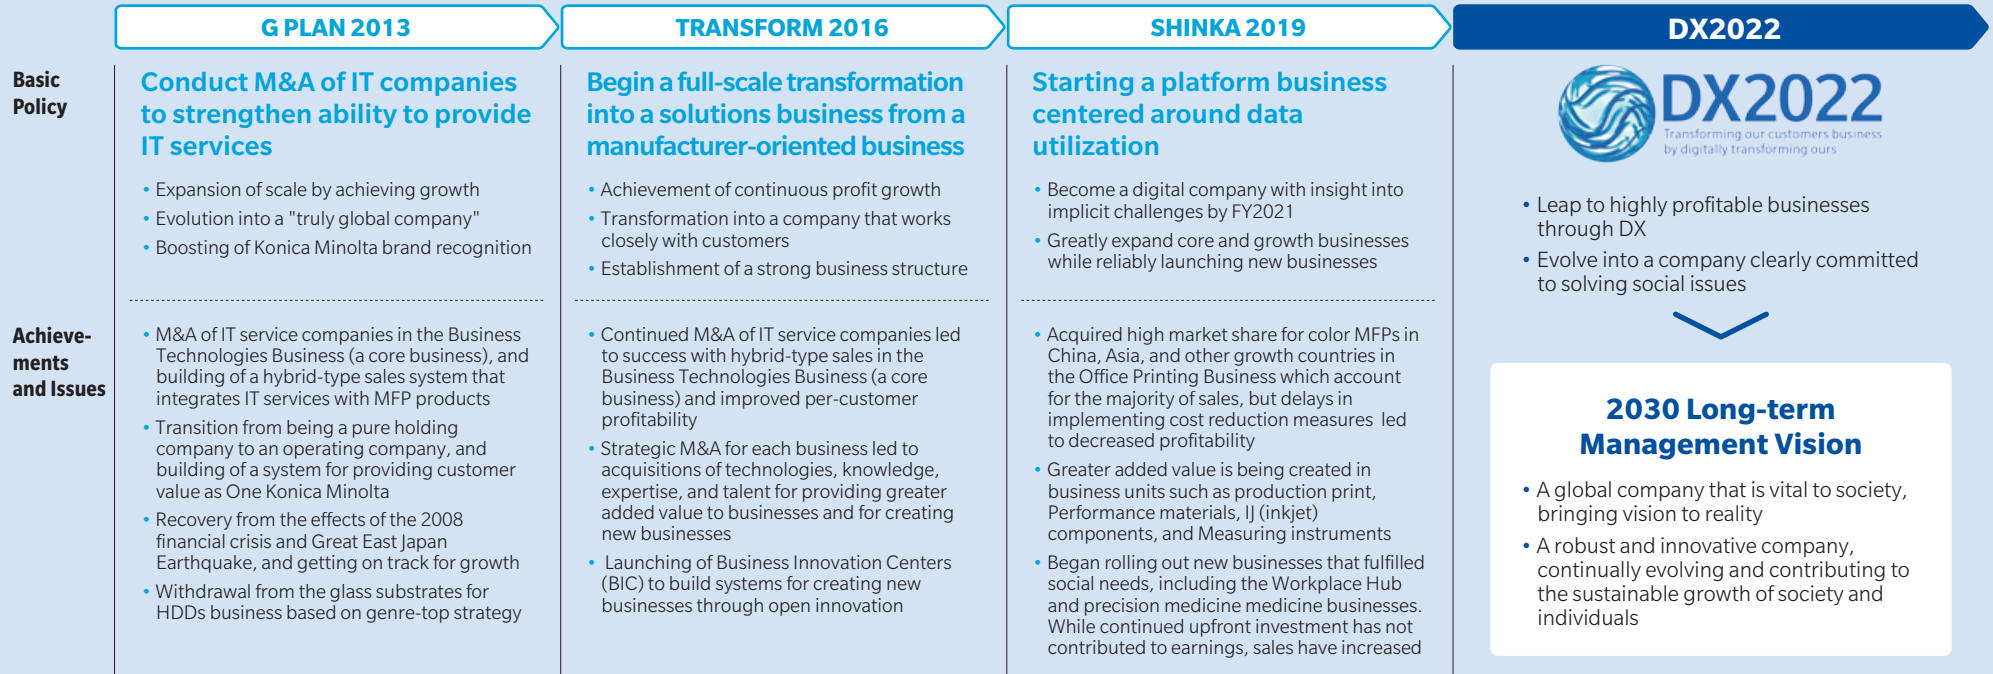 G PLAN 2013
TRANSFORM 2016
SHINKA 2019
DX2022
Basic
Policy
Conduct M&A of IT companies
to strengthen ability to provide
IT services
• Expansion of scale by achieving growth
• Evolution into a "truly global company"
• Boosting of Konica Minolta brand recognition
Begin a full-scale transformation
into a solutions business from a
manufacturer-oriented business
• Achievement of continuous profit growth
• Transformation into a company that works
closely with customers
• Establishment of a strong business structure
Starting a platform business
centered around data
utilization
• Become a digital company with insight into
implicit challenges by FY2021
• Greatly expand core and growth businesses
while reliably launching new businesses
DX2022
Transforming our customers business
by digitally transforming ours
• Leap to highly profitable businesses
through DX
• Evolve into a company clearly committed
to solving social issues
Achieve-
ments
and Issues
• M&A of IT service companies in the Business
Technologies Business (a core business), and
building of a hybrid-type sales system that
integrates IT services with MFP products
• Transition from being a pure holding
company to an operating company, and
building of a system for providing customer
value as One Konica Minolta
• Recovery from the effects of the 2008
financial crisis and Great East Japan
Earthquake, and getting on track for growth
• Withdrawal from the glass substrates for
HDDs business based on genre-top strategy
• Continued M&A of IT service companies led
to success with hybrid-type sales in the
Business Technologies Business (a core
business) and improved per-customer
profitability
• Strategic M&A for each business led to
acquisitions of technologies, knowledge,
expertise, and talent for providing greater
added value to businesses and for creating
new businesses
• Launching of Business Innovation Centers
(BIC) to build systems for creating new
businesses through open innovation
• Acquired high market share for color MFPs in
China, Asia, and other growth countries in
the Office Printing Business which account
for the majority of sales, but delays in
implementing cost reduction measures led
to decreased profitability
• Greater added value is being created in
business units such as production print,
Performance materials, IJ (inkjet)
components, and Measuring instruments
• Began rolling out new businesses that fulfilled
social needs, including the Workplace Hub
and precision medicine medicine businesses.
While continued upfront investment has not
contributed to earnings, sales have increased
2030 Long-term
Management Vision
• A global company that is vital to society,
bringing vision to reality
• A robust and innovative company,
continually evolving and contributing to
the sustainable growth of society and
individuals